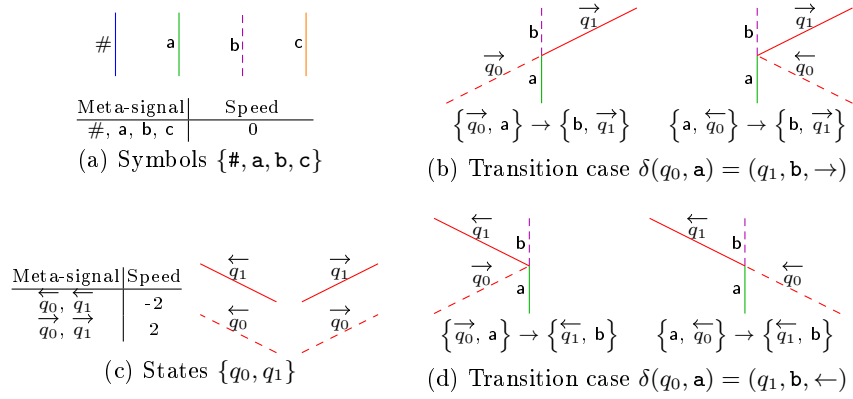 # a b c
Meta-signal Speed
#, a, b, c 0
(a) Symbols {#, a, b, c}
b q⃗₁
q⃗₀
a
{q⃗₀, a} → {b, q⃗₁}
b q⃗₁
q⃖₀
a
{a, q⃖₀} → {b, q⃗₁}
(b) Transition case δ(q₀, a) = (q₁, b, →)
Meta-signal Speed
q⃖₀, q⃖₁ -2
q⃗₀, q⃗₁ 2
q⃖₁ q⃗₁
q⃖₀ q⃗₀
(c) States {q₀, q₁}
q⃖₁ b
q⃗₀
a
{q⃗₀, a} → {q⃖₁, b}
q⃖₁ b
q⃖₀
a
{a, q⃖₀} → {q⃖₁, b}
(d) Transition case δ(q₀, a) = (q₁, b, ←)